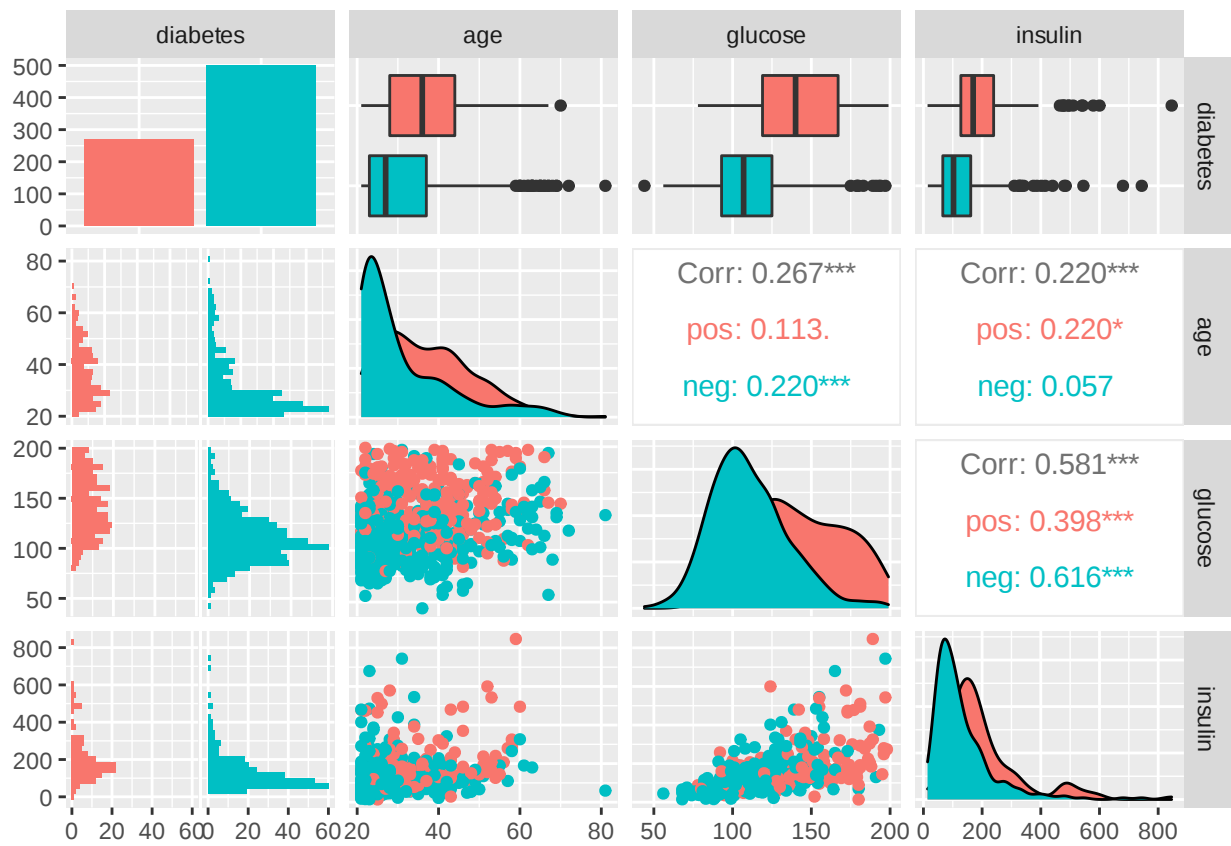 diabetes age glucose insulin
500
400
300
200
100
0
diabetes
80
60
40
20
Corr: 0.267***
pos: 0.113.
neg: 0.220***
Corr: 0.220***
pos: 0.220*
neg: 0.057
age
200
150
100
50
Corr: 0.581***
pos: 0.398***
neg: 0.616***
glucose
800
600
400
200
0
insulin
0 20 40 60 0 20 40 60 20 40 60 80 50 100 150 200 0 200 400 600 800